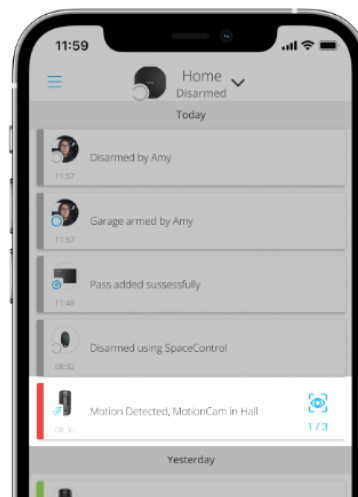 11:59
Home
Disarmed
Today
Disarmed by Amy
11:57
Garage armed by Amy
11:57
Pass added sussessfully
11:48
Disarmed using SpaceControl
08:32
Motion Detected, MotionCam in Hall
1 / 3
08:30
Yesterday